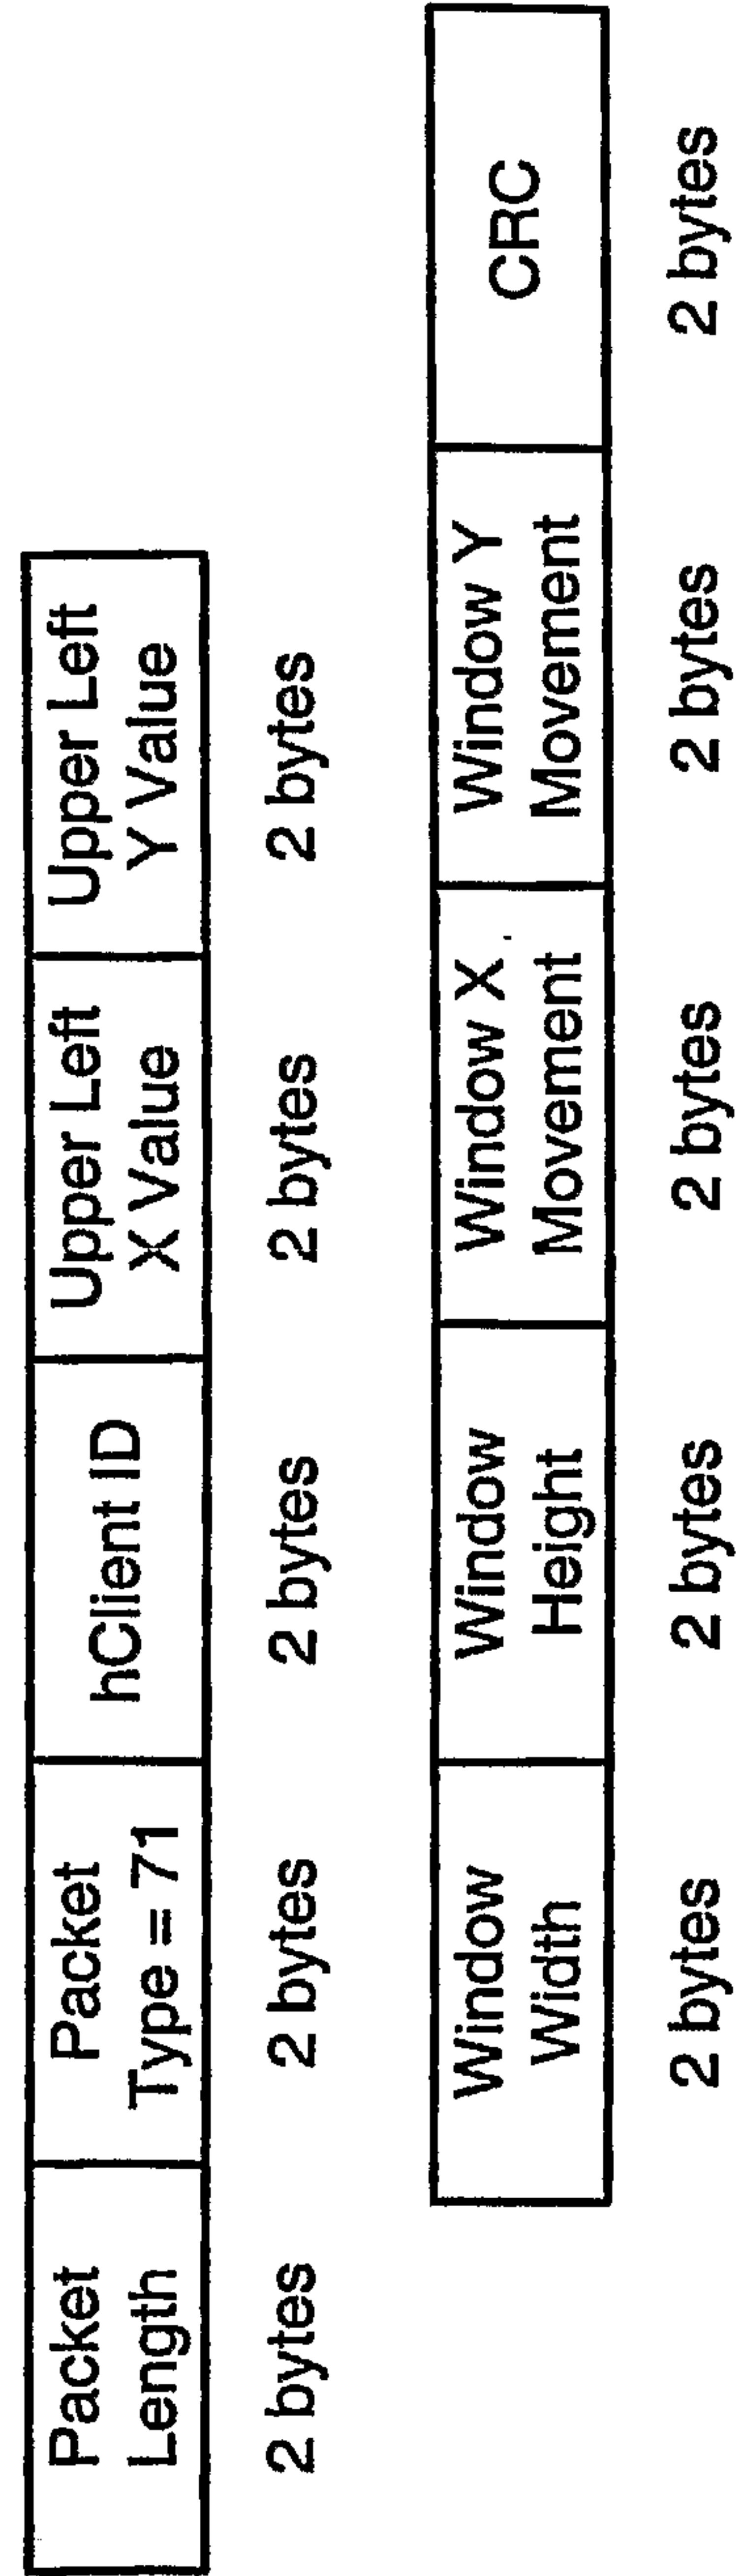 Packet
Length
Packet
Type = 71
hClient ID
Upper Left
X Value
Upper Left
Y Value
2 bytes
2 bytes
2 bytes
2 bytes
2 bytes
Window
Width
Window
Height
Window X
Movement
Window Y
Movement
CRC
2 bytes
2 bytes
2 bytes
2 bytes
2 bytes